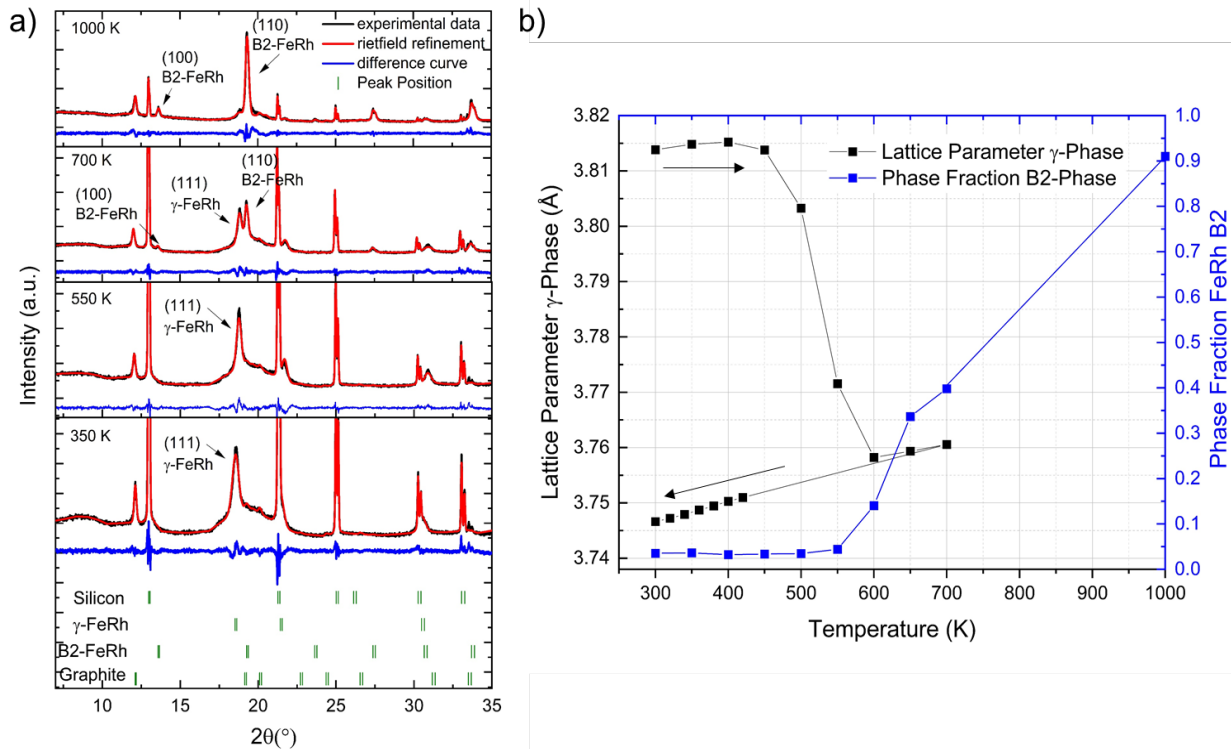 a)
1000 K
(100)
B2-FeRh
(110)
B2-FeRh
experimental data
rietfield refinement
difference curve
Peak Position
700 K
(100)
B2-FeRh
(111)
γ-FeRh
(110)
B2-FeRh
550 K
(111)
γ-FeRh
350 K
(111)
γ-FeRh
Silicon
γ-FeRh
B2-FeRh
Graphite
Intensity (a.u.)
10 15 20 25 30 35
2θ(°)
b)
3.82
3.81
3.80
3.79
3.78
3.77
3.76
3.75
3.74
Lattice Parameter γ-Phase (Å)
Lattice Parameter γ-Phase
Phase Fraction B2-Phase
1.0
0.9
0.8
0.7
0.6
0.5
0.4
0.3
0.2
0.1
0.0
Phase Fraction FeRh B2
300 400 500 600 700 800 900 1000
Temperature (K)